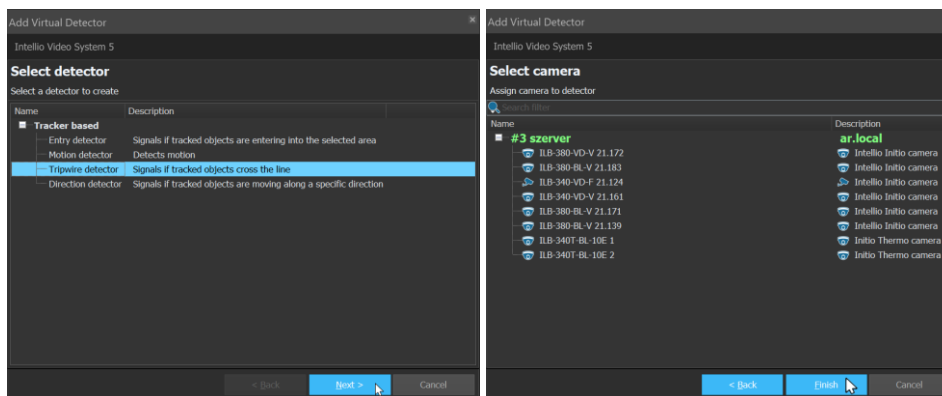 Add Virtual Detector
Intellio Video System 5
Select detector
Select a detector to create
Name Description
Tracker based
Entry detector Signals if tracked objects are entering into the selected area
Motion detector Detects motion
Tripwire detector Signals if tracked objects cross the line
Direction detector Signals if tracked objects are moving along a specific direction
< Back Next > Cancel
Add Virtual Detector
Intellio Video System 5
Select camera
Assign camera to detector
Search filter
Name Description
#3 szerver ar.local
ILB-380-VD-V 21.172 Intellio Initio camera
ILB-380-BL-V 21.183 Intellio Initio camera
ILB-340-VD-F 21.124 Intellio Initio camera
ILB-340-VD-V 21.161 Intellio Initio camera
ILB-380-BL-V 21.171 Intellio Initio camera
ILB-380-BL-V 21.139 Intellio Initio camera
ILB-340T-BL-10E 1 Initio Thermo camera
ILB-340T-BL-10E 2 Initio Thermo camera
< Back Finish Cancel